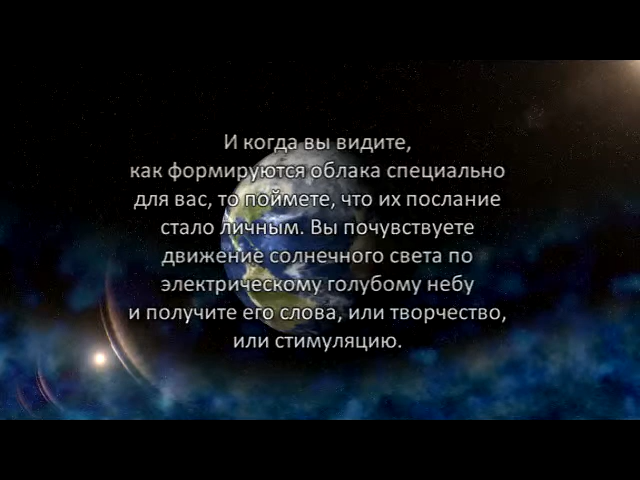 И когда вы видите,
как формируются облака специально
для вас, то поймете, что их послание
стало личным. Вы почувствуете
движение солнечного света по
электрическому голубому небу
и получите его слова, или творчество,
или стимуляцию.